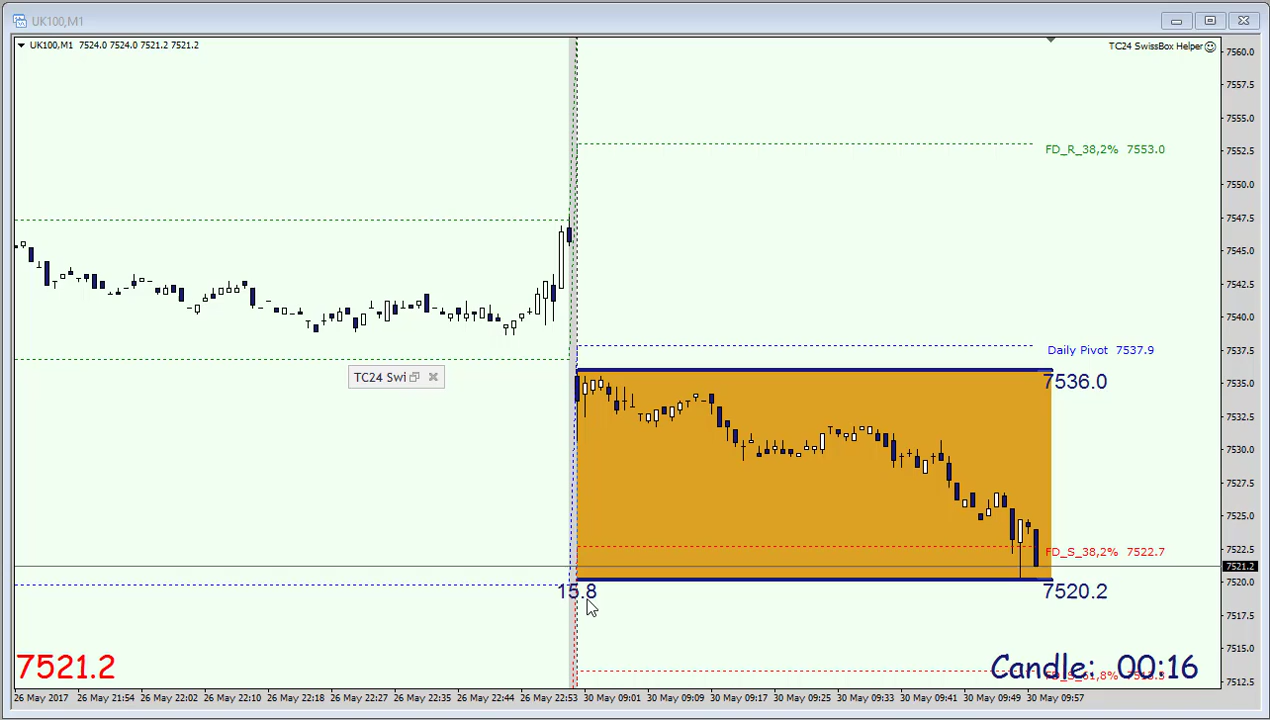 UK100,M1
UK100,M1 7524.0 7524.0 7521.2 7521.2
TC24 SwissBox Helper
7560.0
7557.5
7555.0
7552.5
7550.0
7547.5
7545.0
7542.5
7540.0
7537.5
7535.0
7532.5
7530.0
7527.5
7525.0
7522.5
7521.2
7520.0
7517.5
7515.0
7512.5
FD_R_38,2% 7553.0
Daily Pivot 7537.9
7536.0
TC24 Swi
FD_S_38,2% 7522.7
15.8
7520.2
7521.2
Candle: 00:16
26 May 2017 26 May 21:54 26 May 22:02 26 May 22:10 26 May 22:18 26 May 22:27 26 May 22:35 26 May 22:44 26 May 22:53 30 May 09:01 30 May 09:09 30 May 09:17 30 May 09:25 30 May 09:33 30 May 09:41 30 May 09:49 30 May 09:57